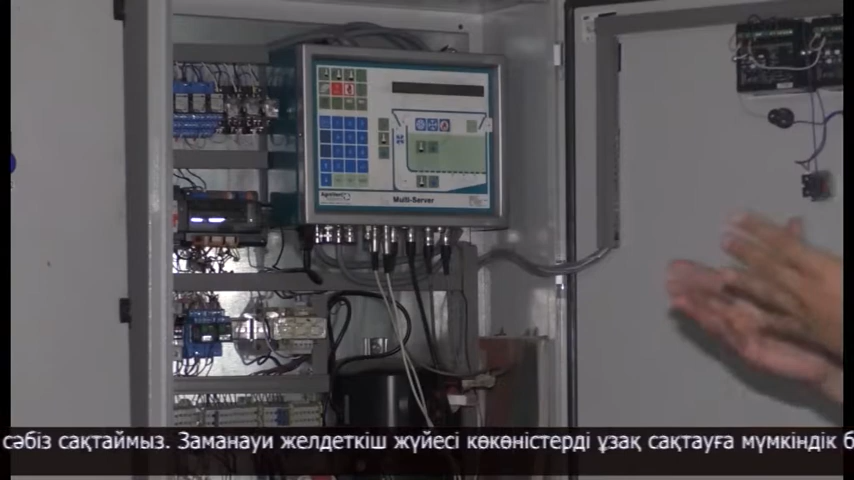 Multi-Server
сәбіз сақтаймыз. Заманауи желдеткіш жүйесі көкөністерді ұзақ сақтауға мүмкіндік